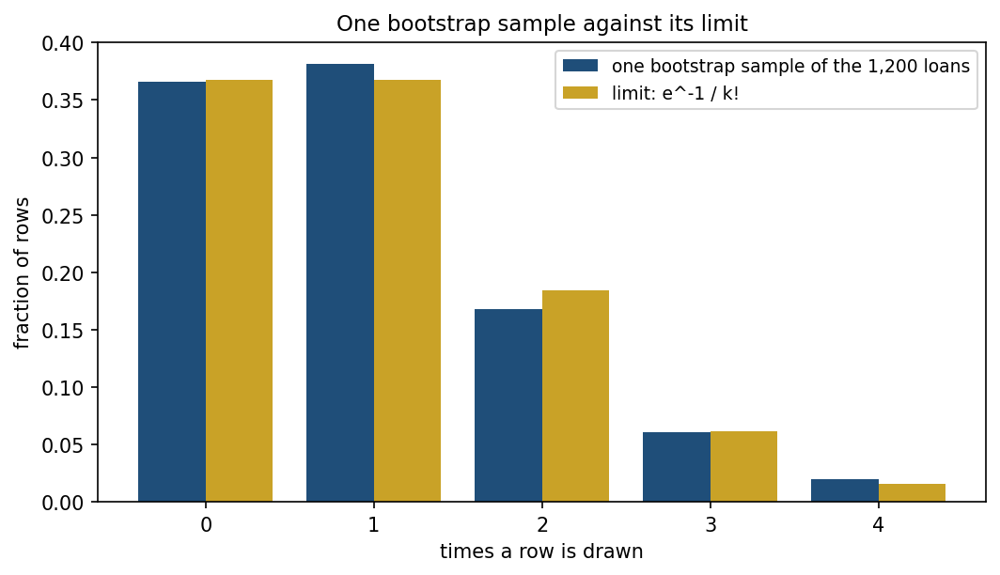 One bootstrap sample against its limit
one bootstrap sample of the 1,200 loans
limit: e^-1 / k!
fraction of rows
0.40
0.35
0.30
0.25
0.20
0.15
0.10
0.05
0.00
0 1 2 3 4
times a row is drawn